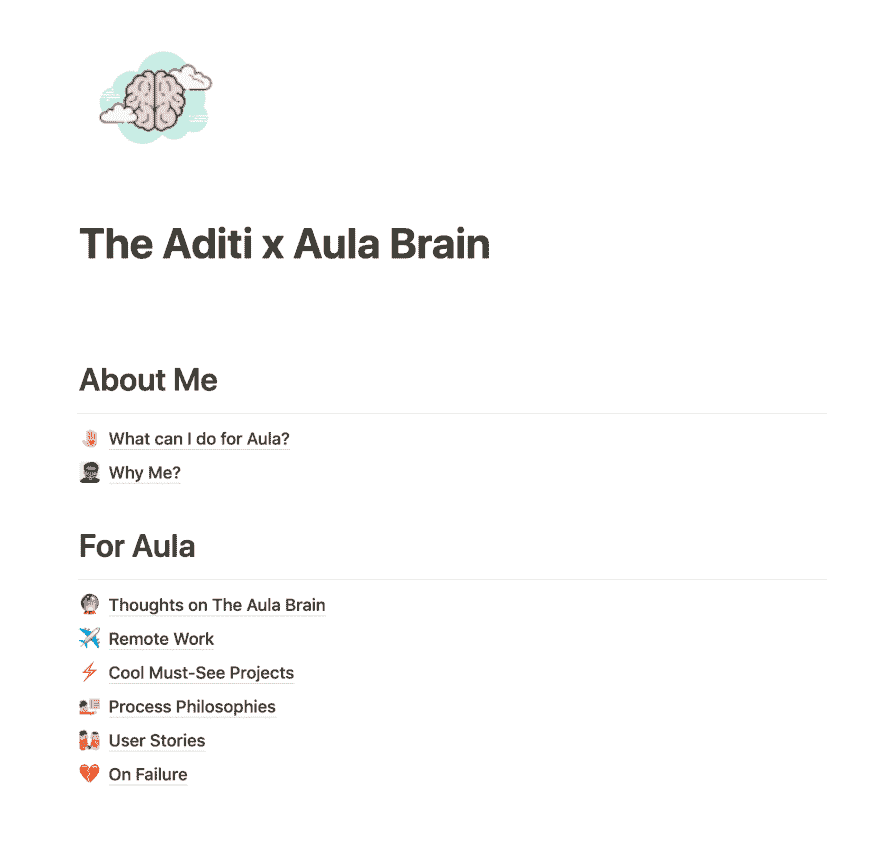 The Aditi x Aula Brain
About Me
What can I do for Aula?
Why Me?
For Aula
Thoughts on The Aula Brain
Remote Work
Cool Must-See Projects
Process Philosophies
User Stories
On Failure